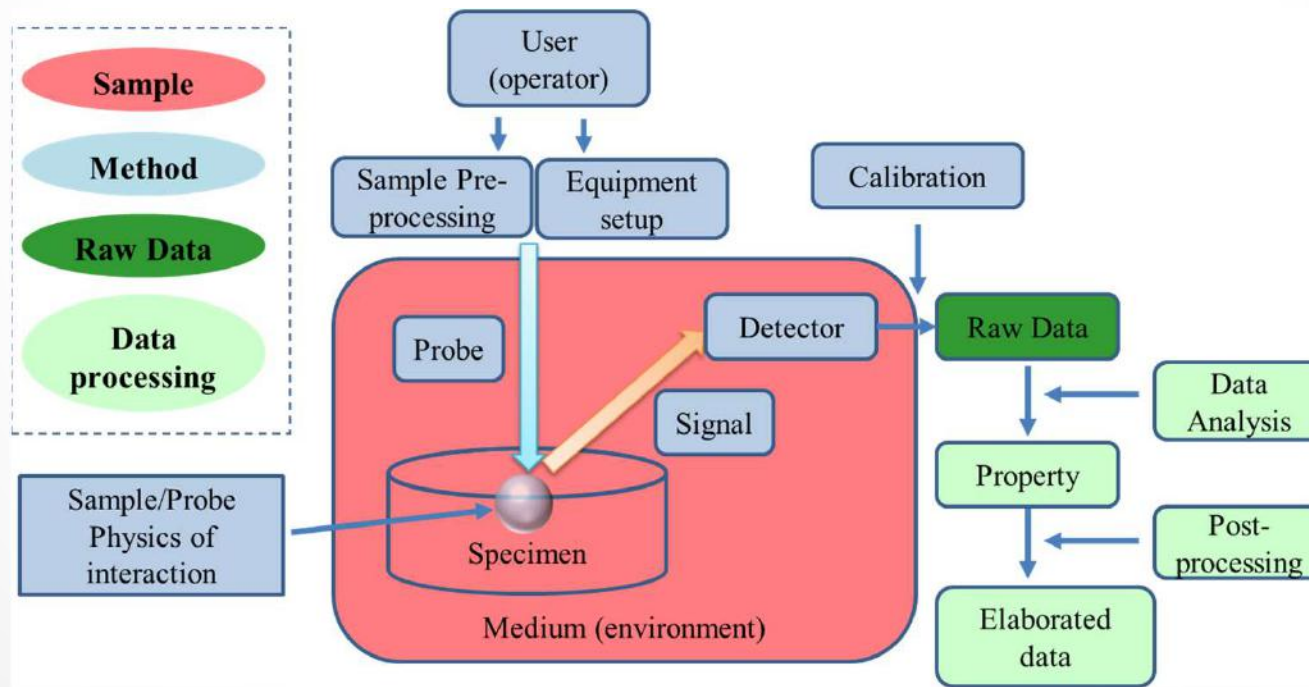 Sample
Method
Raw Data
Data
processing
User
(operator)
Sample Pre-
processing
Equipment
setup
Calibration
Probe
Detector
Raw Data
Signal
Data
Analysis
Property
Sample/Probe
Physics of
interaction
Specimen
Post-
processing
Medium (environment)
Elaborated
data